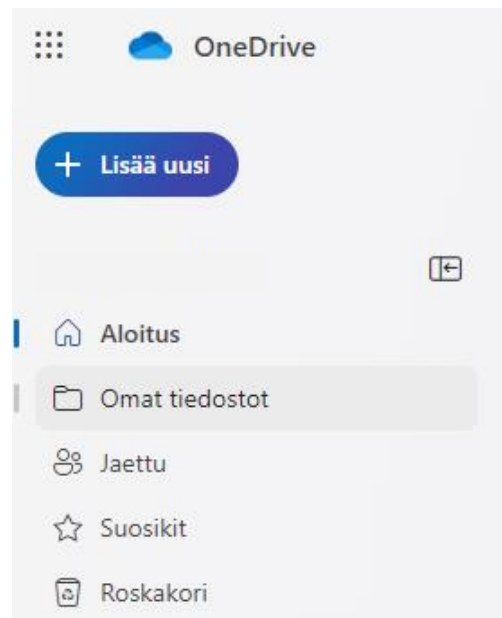 OneDrive
Lisää uusi
Aloitus
Omat tiedostot
Jaettu
Suosikit
Roskakori